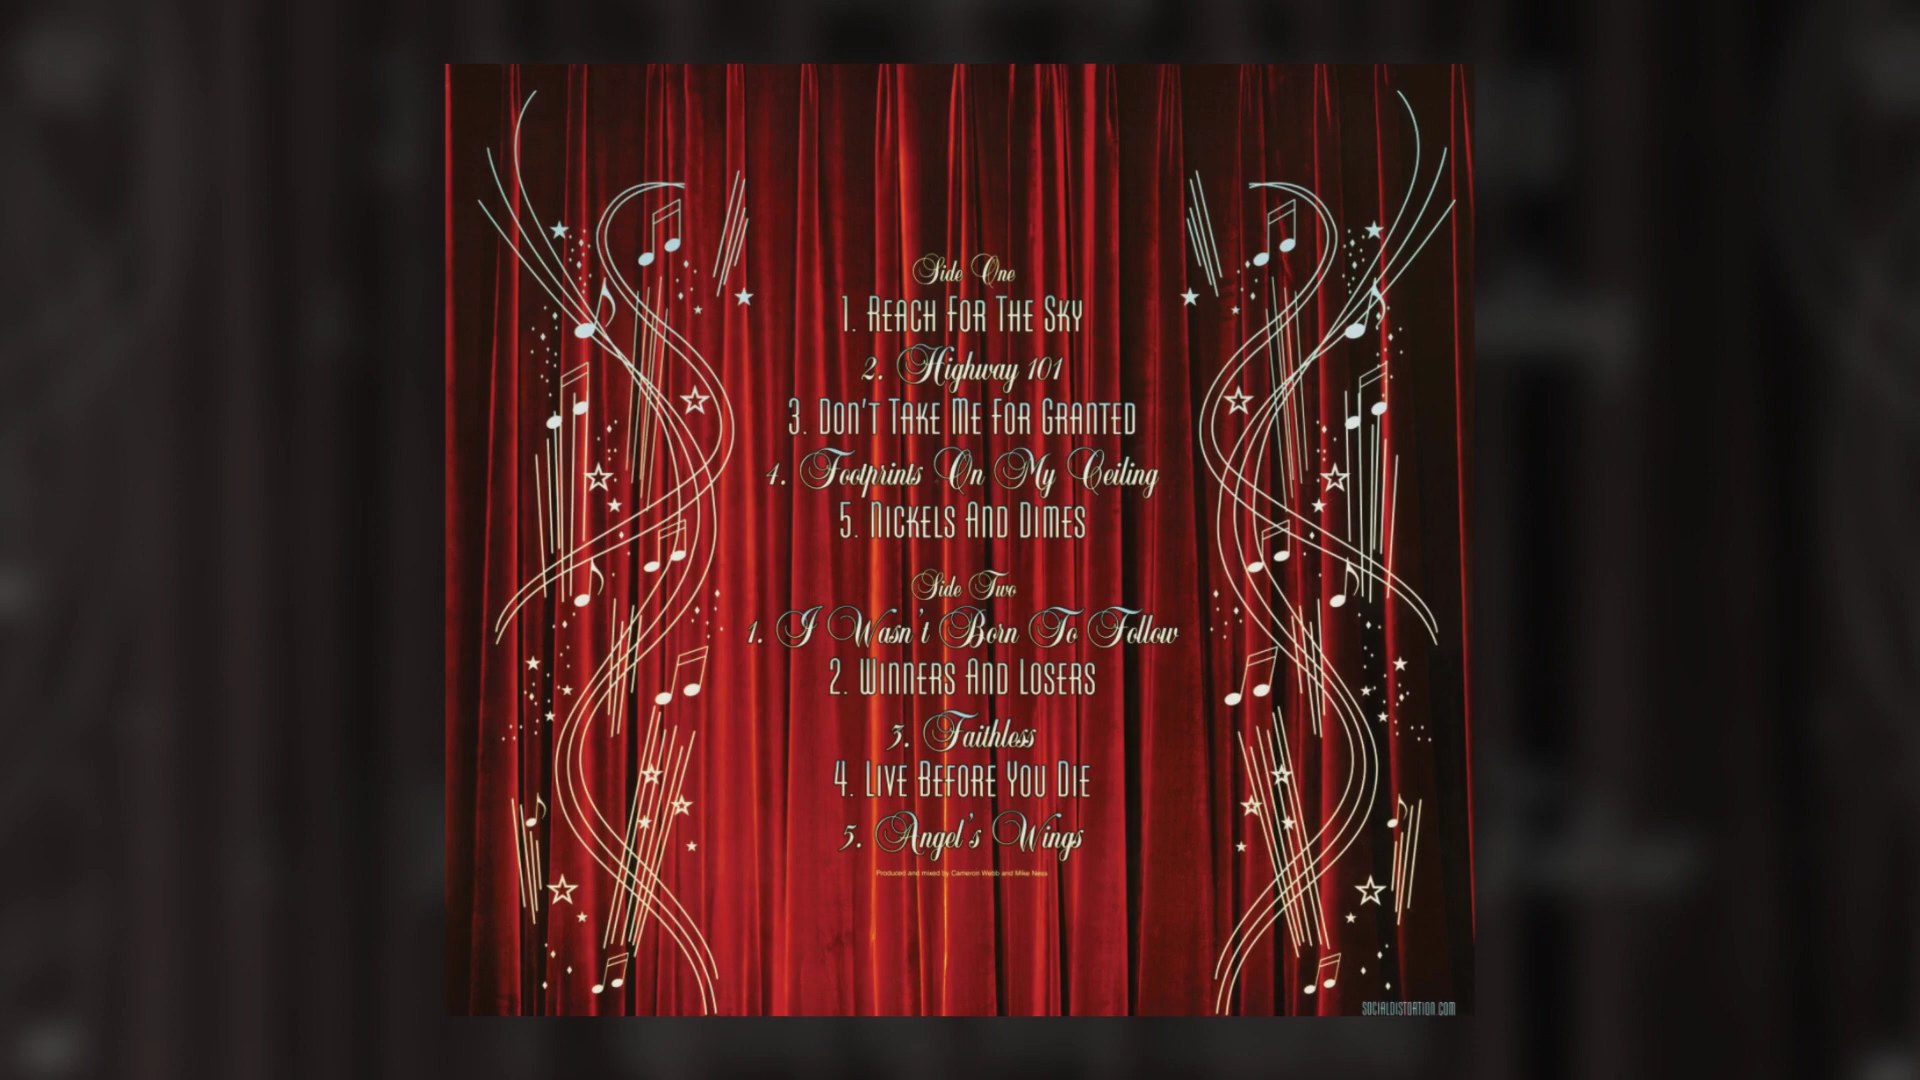 Side One
1. Reach For The Sky
2. Highway 101
3. Don't Take Me For Granted
4. Footprints On My Ceiling
5. Nickels And Dimes
Side Two
1. I Wasn't Born To Follow
2. Winners And Losers
3. Faithless
4. Live Before You Die
5. Angel's Wings
Produced and mixed by Cameron Webb and Mike Ness
SOCIALDISTORTION.COM